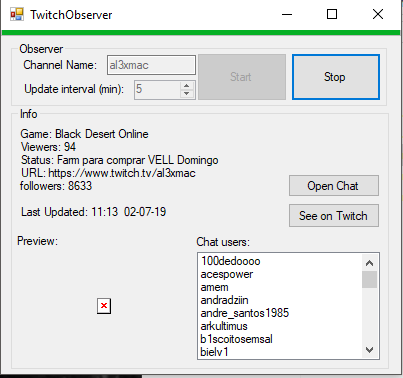 TwitchObserver
Observer
Channel Name: al3xmac
Start
Stop
Update interval (min): 5
Info
Game: Black Desert Online
Viewers: 94
Status: Farm para comprar VELL Domingo
URL: https://www.twitch.tv/al3xmac
followers: 8633
Open Chat
Last Updated: 11:13 02-07-19
See on Twitch
Preview:
Chat users:
100dedoooo
acespower
amem
andradziin
andre_santos1985
arkultimus
b1scoitosemsal
bielv1